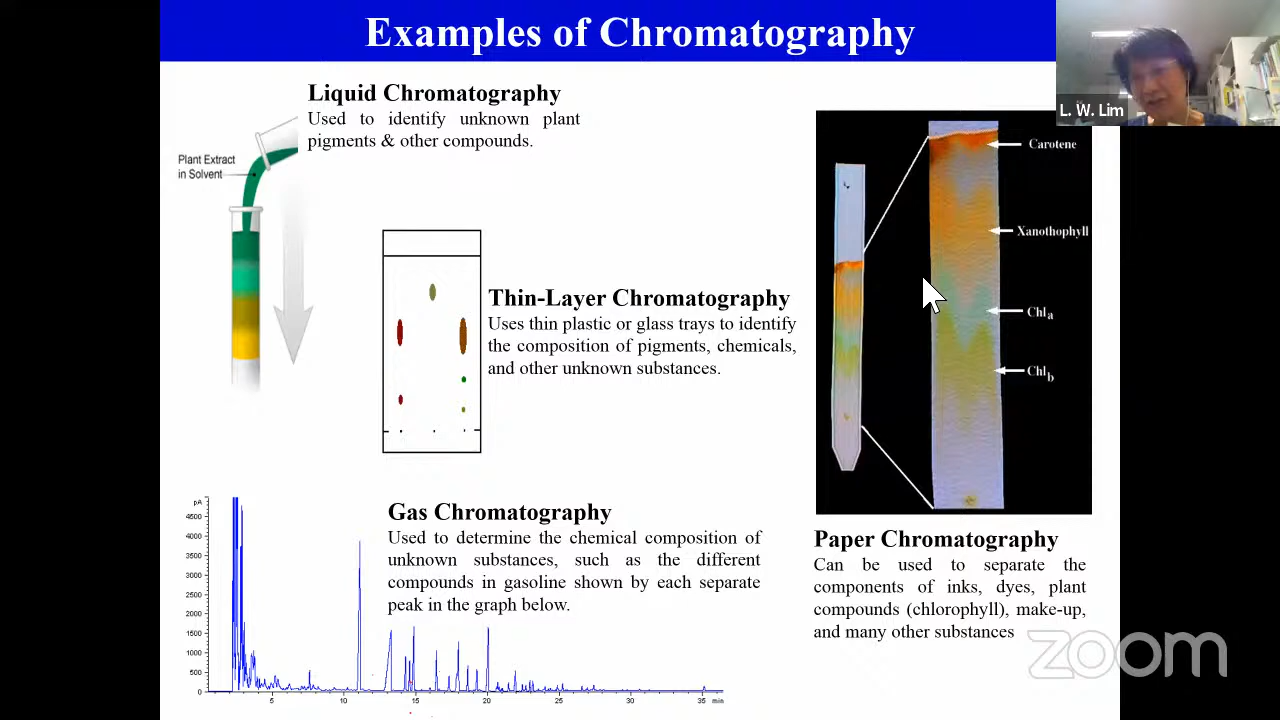 Examples of Chromatography
L. W. Lim
Liquid Chromatography
Used to identify unknown plant
pigments & other compounds.
Plant Extract
in Solvent
Thin-Layer Chromatography
Uses thin plastic or glass trays to identify
the composition of pigments, chemicals,
and other unknown substances.
Carotene
Xanothophyll
Chl a
Chl b
Gas Chromatography
Used to determine the chemical composition of
unknown substances, such as the different
compounds in gasoline shown by each separate
peak in the graph below.
pA
4500
4000
3500
3000
2500
2000
1500
1000
500
0
5
10
15
20
25
30
35
min
Paper Chromatography
Can be used to separate the
components of inks, dyes, plant
compounds (chlorophyll), make-up,
and many other substances
zoom